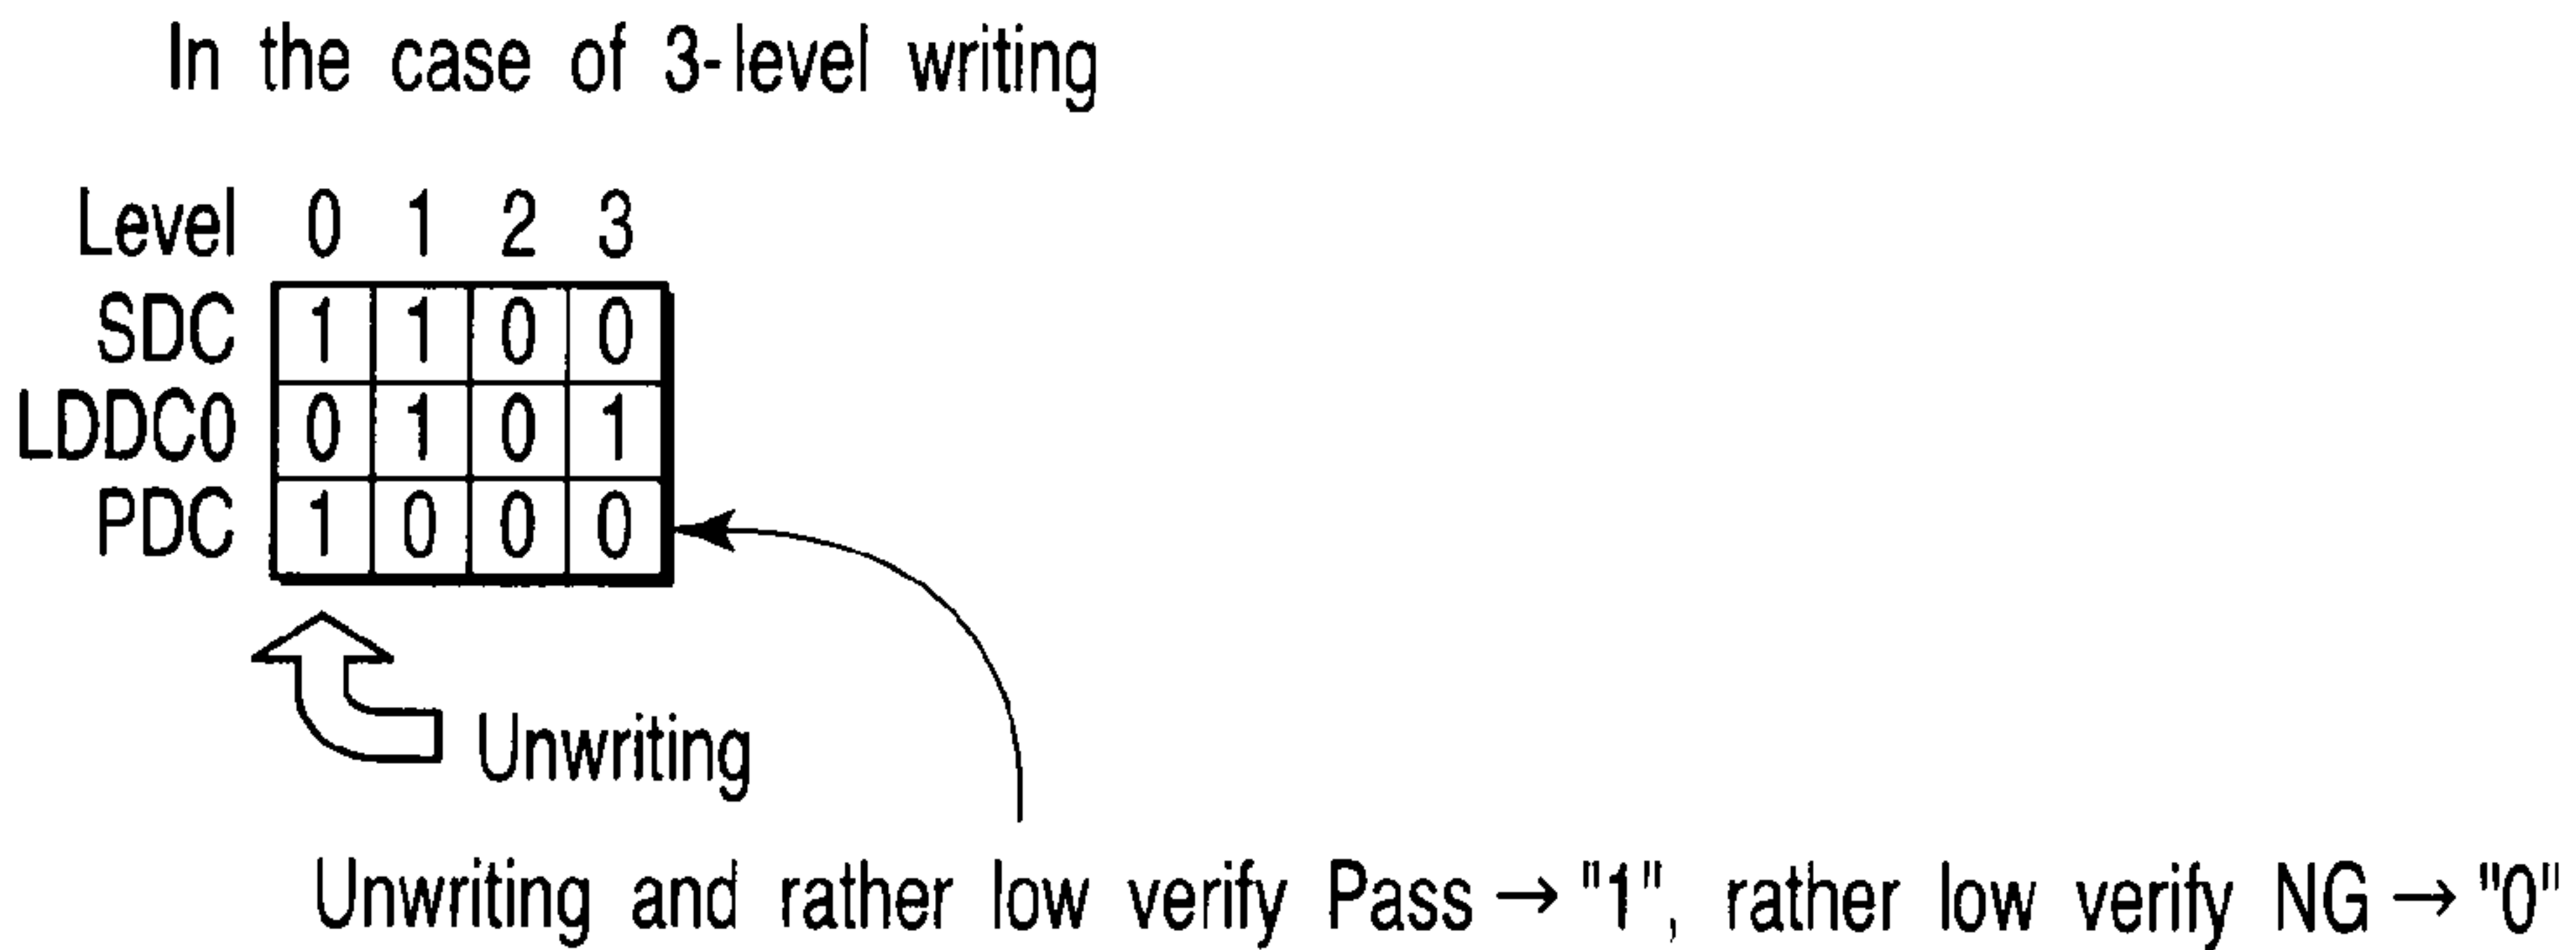 In the case of 3-level writing
Level 0 1 2 3
SDC 1 1 0 0
LDDC0 0 1 0 1
PDC 1 0 0 0
Unwriting
Unwriting and rather low verify Pass → "1", rather low verify NG → "0"